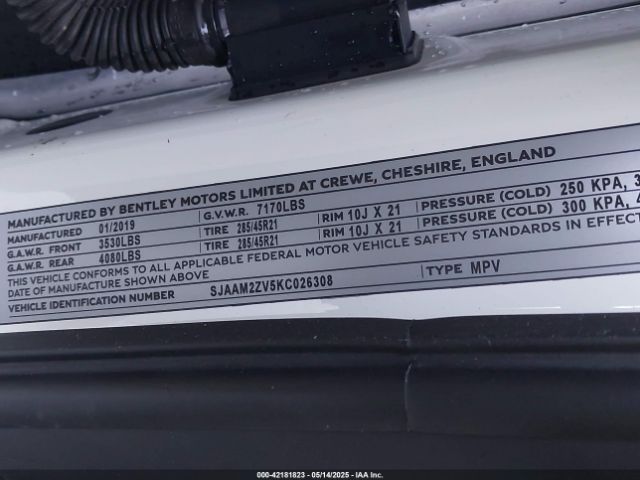 MANUFACTURED BY BENTLEY MOTORS LIMITED AT CREWE, CHESHIRE, ENGLAND
MANUFACTURED 01/2019 G.V.W.R. 7170LBS
G.A.W.R. FRONT 3530LBS TIRE 285/45R21 RIM 10J X 21 PRESSURE (COLD) 250 KPA, 3
G.A.W.R. REAR 4080LBS TIRE 285/45R21 RIM 10J X 21 PRESSURE (COLD) 300 KPA, 4
THIS VEHICLE CONFORMS TO ALL APPLICABLE FEDERAL MOTOR VEHICLE SAFETY STANDARDS IN EFFECT
DATE OF MANUFACTURE SHOWN ABOVE
VEHICLE IDENTIFICATION NUMBER SJAAM2ZV5KC026308 TYPE MPV
000-42181823 - 05/14/2025 - IAA Inc.